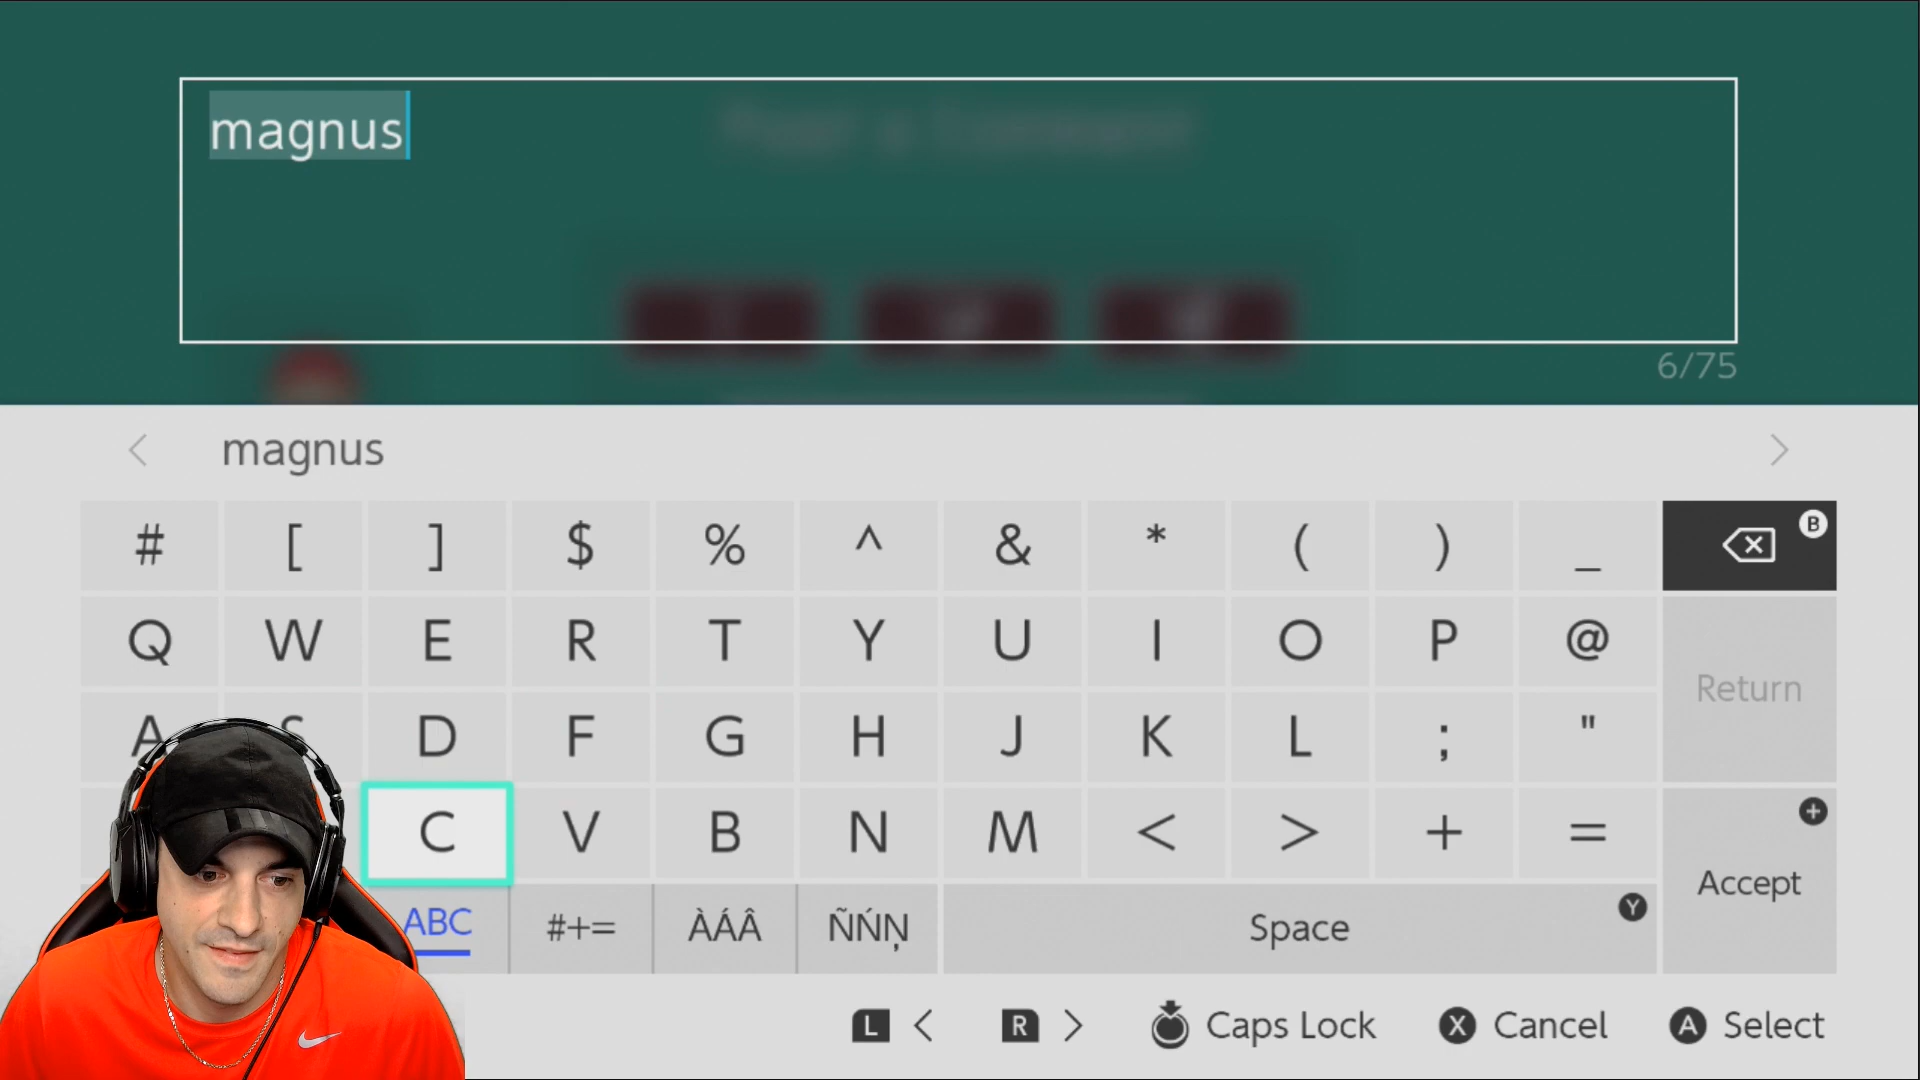 magnus
6/75
magnus
# [ ] $ % ^ & * ( ) _ B
Q W E R T Y U I O P @ Return
A S D F G H J K L ; "
C V B N M < > + = + Accept
ABC #+= ÀÁÂ ÑŃŅ Space Y
L < R > Caps Lock X Cancel A Select